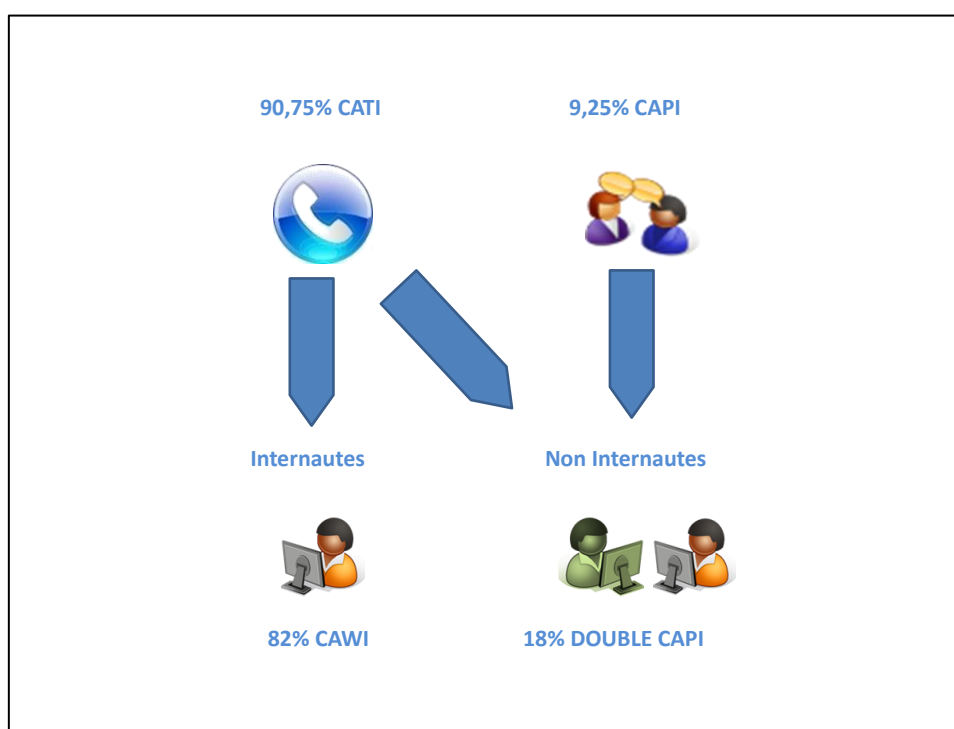 90,75% CATI
9,25% CAPI
Internautes
Non Internautes
82% CAWI
18% DOUBLE CAPI